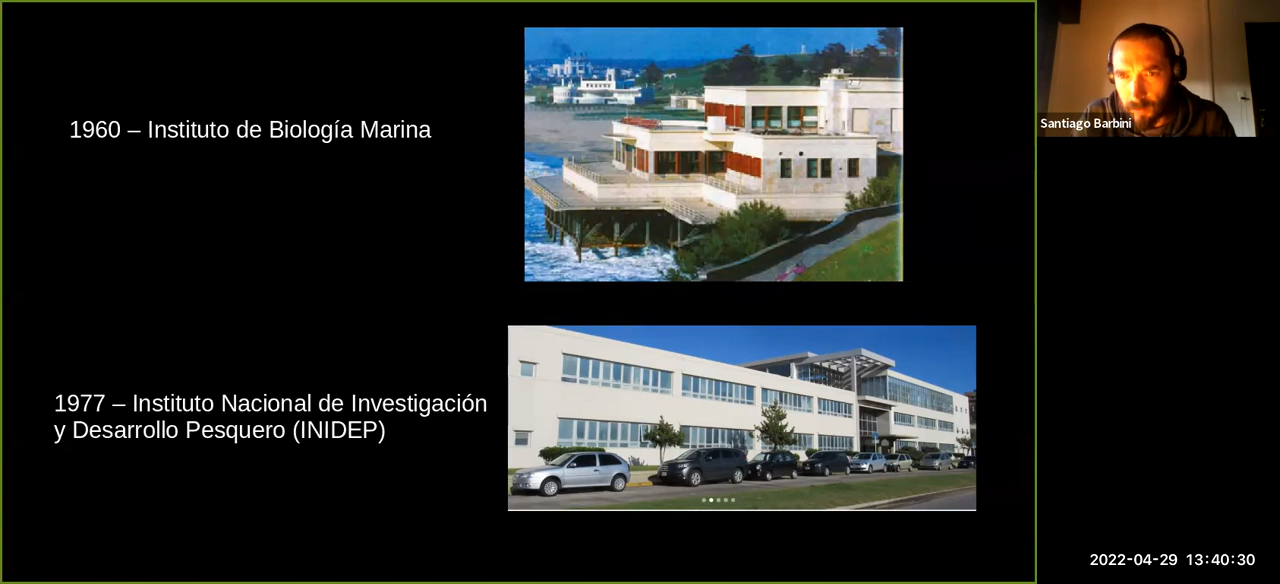 1960 – Instituto de Biología Marina
1977 – Instituto Nacional de Investigación
y Desarrollo Pesquero (INIDEP)
Santiago Barbini
2022-04-29 13:40:30